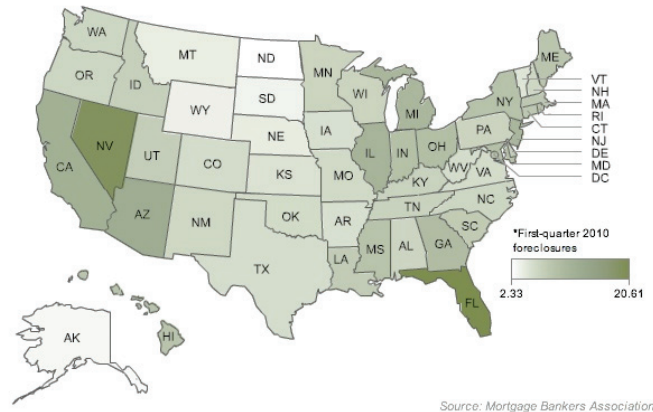 WA
MT
ND
MN
ME
OR
ID
SD
WI
MI
NY
VT
NH
MA
RI
CT
NJ
DE
MD
DC
WY
NE
IA
PA
NV
UT
CO
KS
MO
IL
IN
OH
WV
VA
KY
CA
AZ
NM
OK
AR
TN
NC
SC
TX
LA
MS
AL
GA
FL
AK
HI
*First-quarter 2010
foreclosures
2.33 20.61
Source: Mortgage Bankers Association